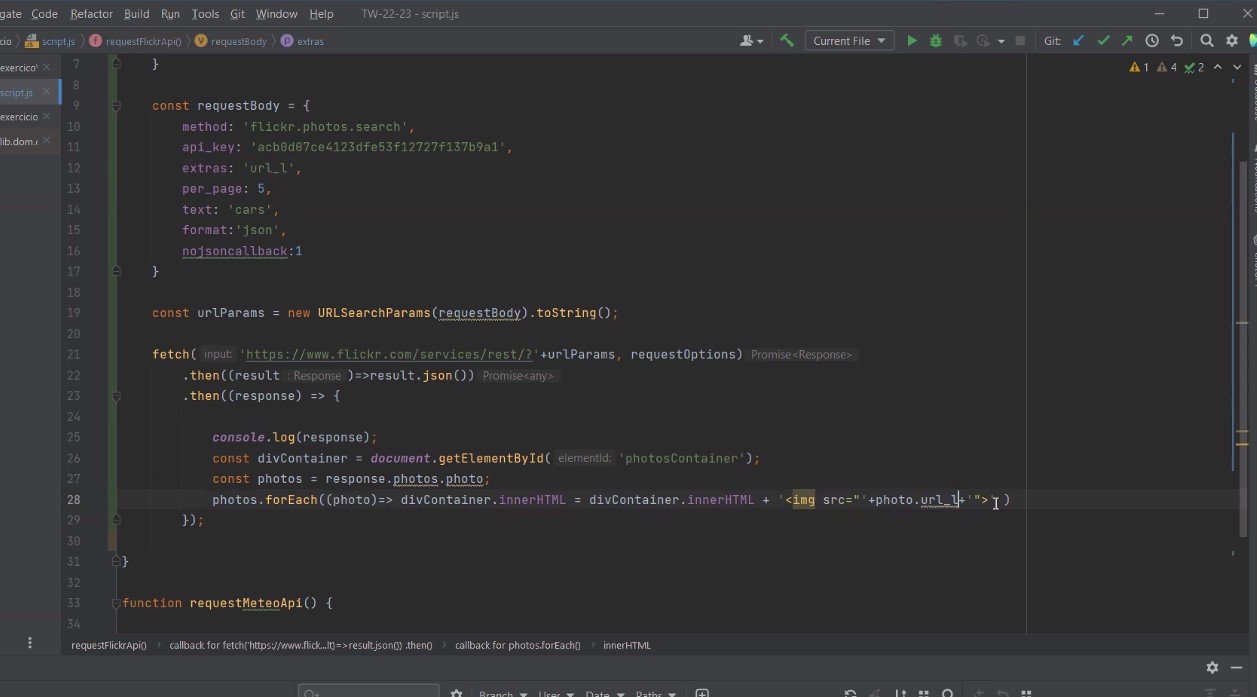 gate Code Refactor Build Run Tools Git Window Help TW-22-23 - script.js
cio script.js requestFlickrApi() requestBody extras Current File Git:
exercico
script.js
exercicio
lib.dom.
1 4 2
7 }
8
9 const requestBody = {
10 method: 'flickr.photos.search',
11 api_key: 'acb0d07ce4123dfe53f12727f137b9a1',
12 extras: 'url_l',
13 per_page: 5,
14 text: 'cars',
15 format:'json',
16 nojsoncallback:1
17 }
18
19 const urlParams = new URLSearchParams(requestBody).toString();
20
21 fetch( input: 'https://www.flickr.com/services/rest/?'+urlParams, requestOptions) Promise<Response>
22 .then((result : Response )=>result.json()) Promise<any>
23 .then((response) => {
24
25 console.log(response);
26 const divContainer = document.getElementById( elementId: 'photosContainer');
27 const photos = response.photos.photo;
28 photos.forEach((photo)=> divContainer.innerHTML = divContainer.innerHTML + '<img src="'+photo.url_l+'">' )
29 });
30
31 }
32
33 function requestMeteoApi() {
34
requestFlickrApi() callback for fetch('https://www.flick...lt)=>result.json()) .then() callback for photos.forEach() innerHTML
Branch User Date Paths